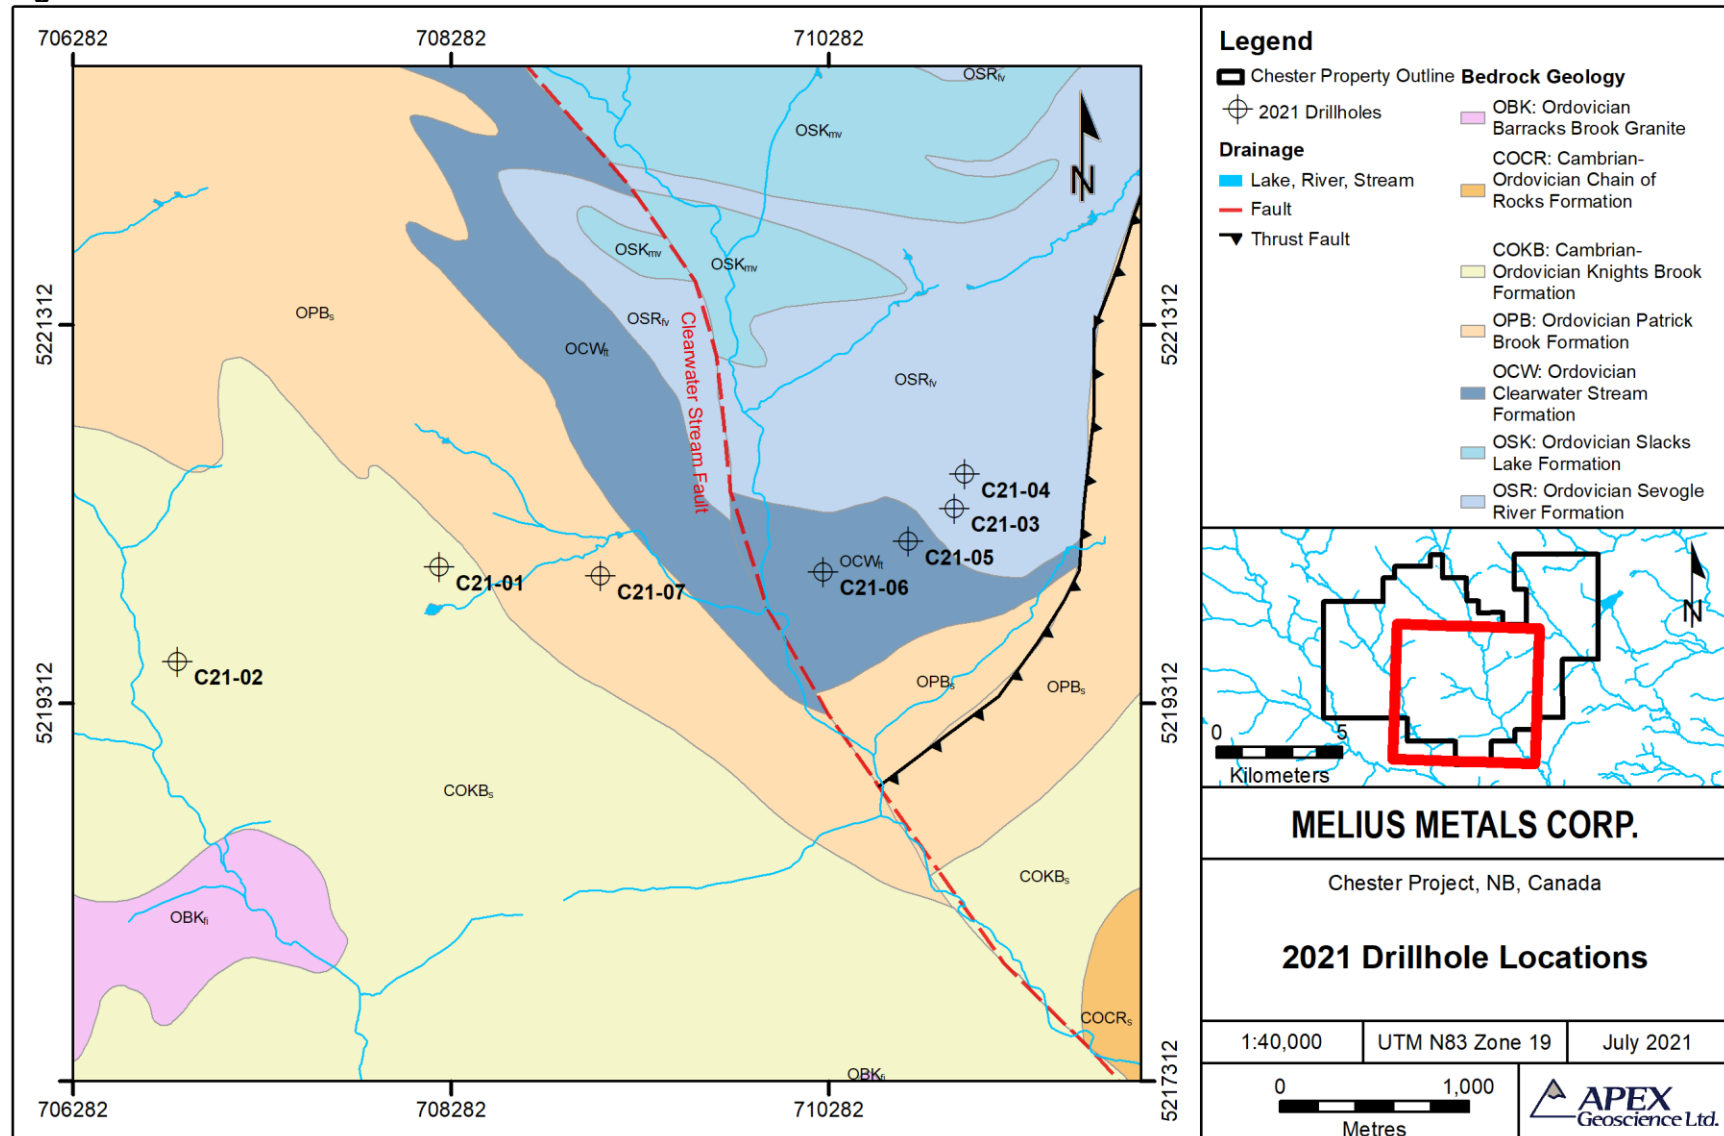 706282
708282
710282
5221312
5219312
5221312
5219312
5217312
706282
708282
710282
N
OSRfv
OSKmv
OSKmv
OSKmv
OPBs
OSRfv
OCWft
Clearwater Stream Fault
OSRfv
C21-04
C21-03
C21-05
OCWft
C21-06
C21-01
C21-07
C21-02
OPBs
OPBs
COKBs
COKBs
OBKfi
COCRs
OBKfi
Legend
Chester Property Outline
2021 Drillholes
Drainage
Lake, River, Stream
Fault
Thrust Fault
Bedrock Geology
OBK: Ordovician
Barracks Brook Granite
COCR: Cambrian-
Ordovician Chain of
Rocks Formation
COKB: Cambrian-
Ordovician Knights Brook
Formation
OPB: Ordovician Patrick
Brook Formation
OCW: Ordovician
Clearwater Stream
Formation
OSK: Ordovician Slacks
Lake Formation
OSR: Ordovician Sevogle
River Formation
N
0 5
Kilometers
MELIUS METALS CORP.
Chester Project, NB, Canada
2021 Drillhole Locations
1:40,000
UTM N83 Zone 19
July 2021
0 1,000
Metres
APEX
Geoscience Ltd.